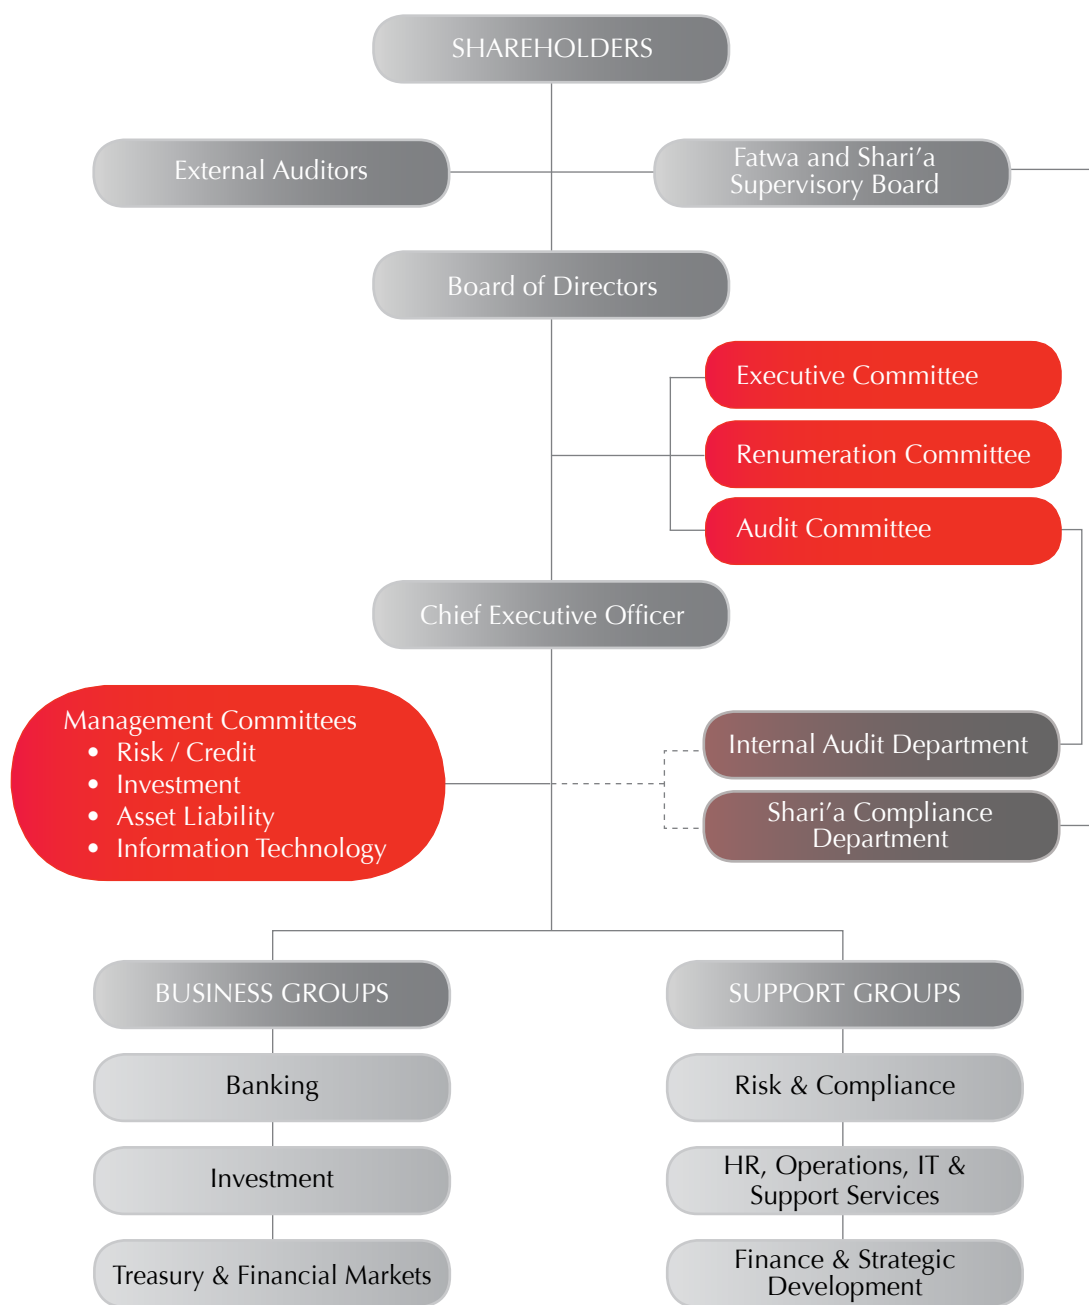 SHAREHOLDERS
External Auditors
Fatwa and Shari’a
Supervisory Board
Board of Directors
Executive Committee
Renumeration Committee
Audit Committee
Chief Executive Officer
Management Committees
• Risk / Credit
• Investment
• Asset Liability
• Information Technology
Internal Audit Department
Shari’a Compliance
Department
BUSINESS GROUPS
Banking
Investment
Treasury & Financial Markets
SUPPORT GROUPS
Risk & Compliance
HR, Operations, IT &
Support Services
Finance & Strategic
Development